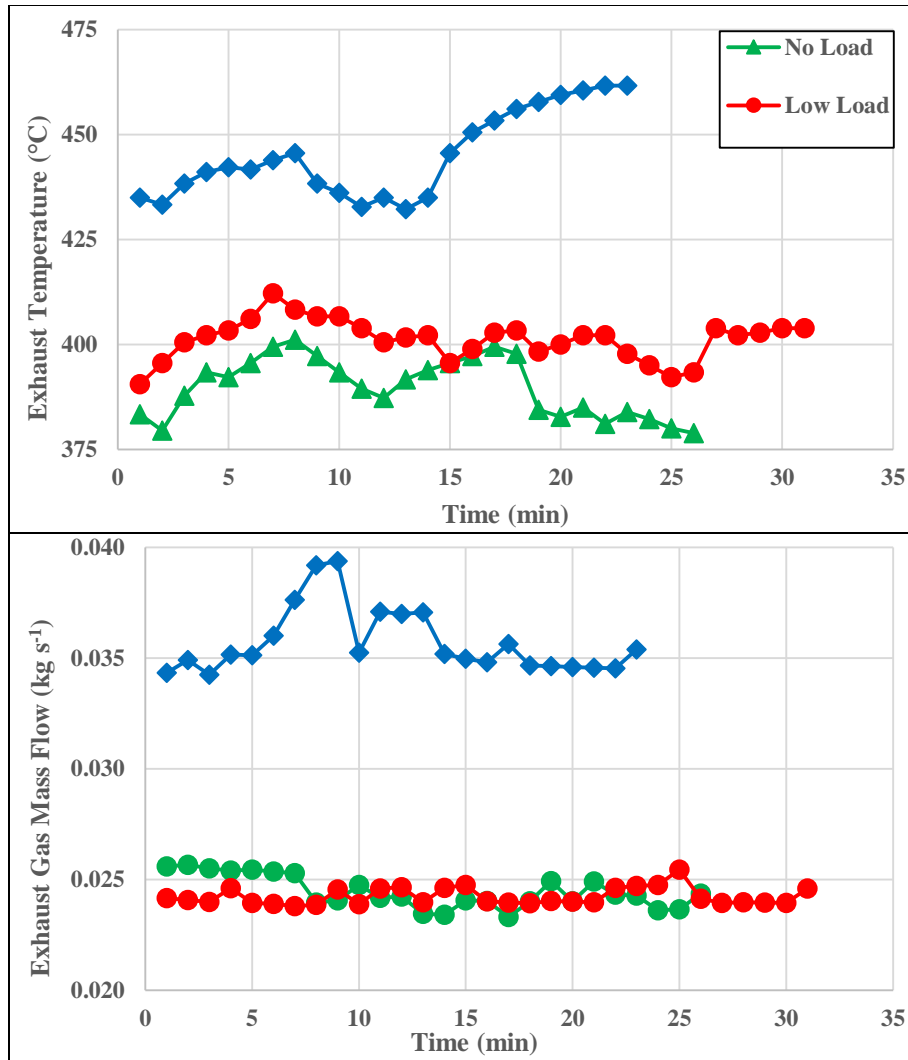 475
450
425
400
375
Exhaust Temperature (°C)
No Load
Low Load
0 5 10 15 20 25 30 35
Time (min)
0.040
0.035
0.030
0.025
0.020
Exhaust Gas Mass Flow (kg s⁻¹)
0 5 10 15 20 25 30 35
Time (min)